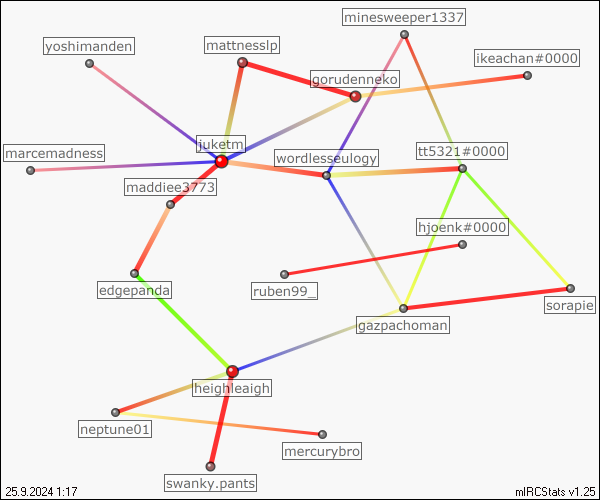 minesweeper1337
yoshimanden
mattnesslp
ikeachan#0000
gorudenneko
juketm
marcemadness
wordlesseulogy
tt5321#0000
maddiee3773
hjoenk#0000
edgepanda
ruben99_
sorapie
gazpachoman
heighleaigh
neptune01
mercurybro
swanky.pants
25.9.2024 1:17
mIRCStats v1.25